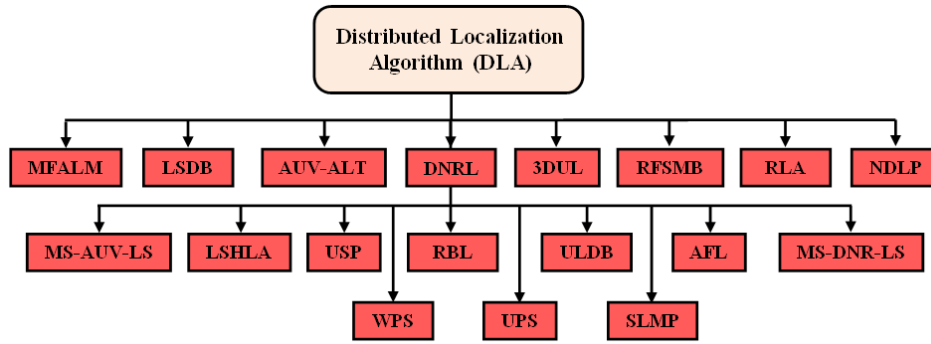 Distributed Localization
Algorithm (DLA)
MFALM LSDB AUV-ALT DNRL 3DUL RFSMB RLA NDLP
MS-AUV-LS LSHLA USP RBL ULDB AFL MS-DNR-LS
WPS UPS SLMP